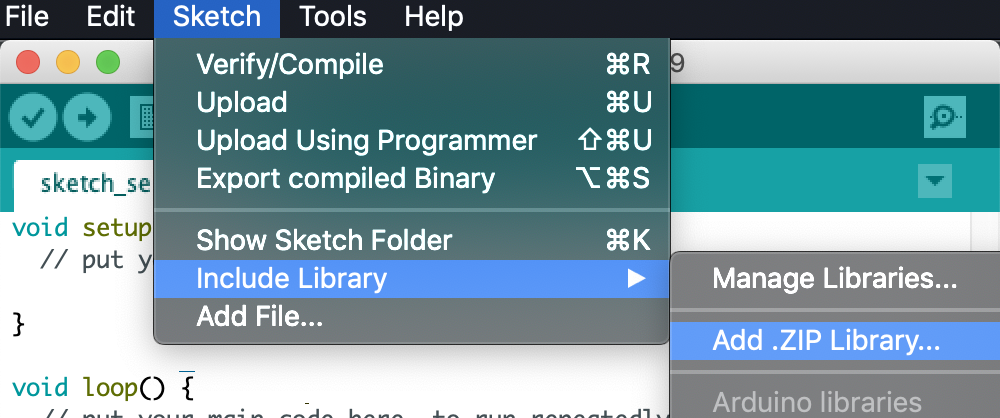 File Edit Sketch Tools Help
9
Verify/Compile ⌘R
Upload ⌘U
Upload Using Programmer ⇧⌘U
Export compiled Binary ⌥⌘S
sketch_se
Show Sketch Folder ⌘K
Include Library ▶
Add File...
Manage Libraries...
Add .ZIP Library...
Arduino libraries
void setup
// put y
}
void loop() {
// put your main code here, to run repeatedly